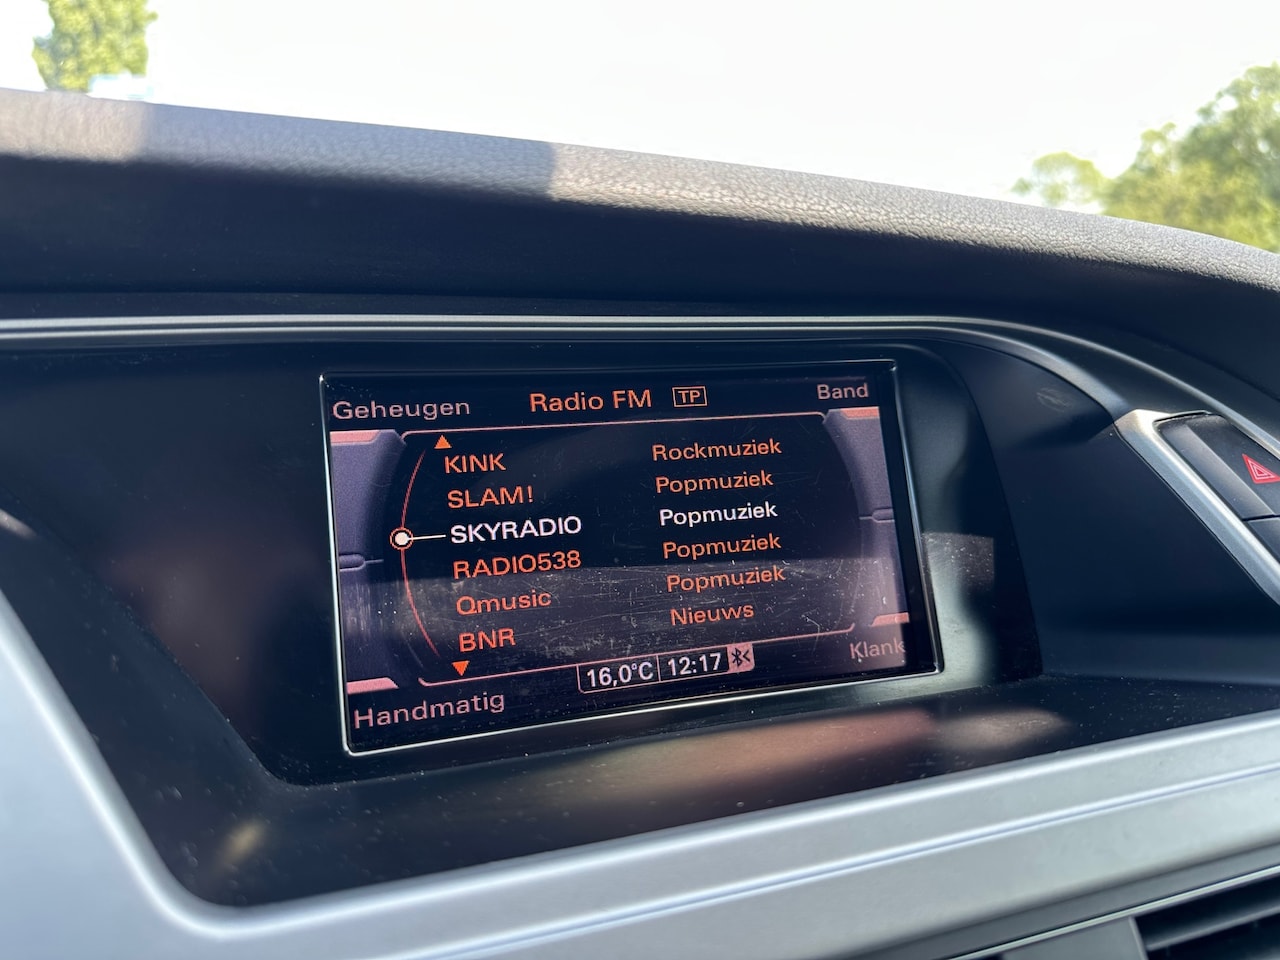 Geheugen Radio FM TP Band
KINK Rockmuziek
SLAM! Popmuziek
SKYRADIO Popmuziek
RADIO538 Popmuziek
Qmusic Popmuziek
BNR Nieuws
Handmatig 16,0°C 12:17 Klank